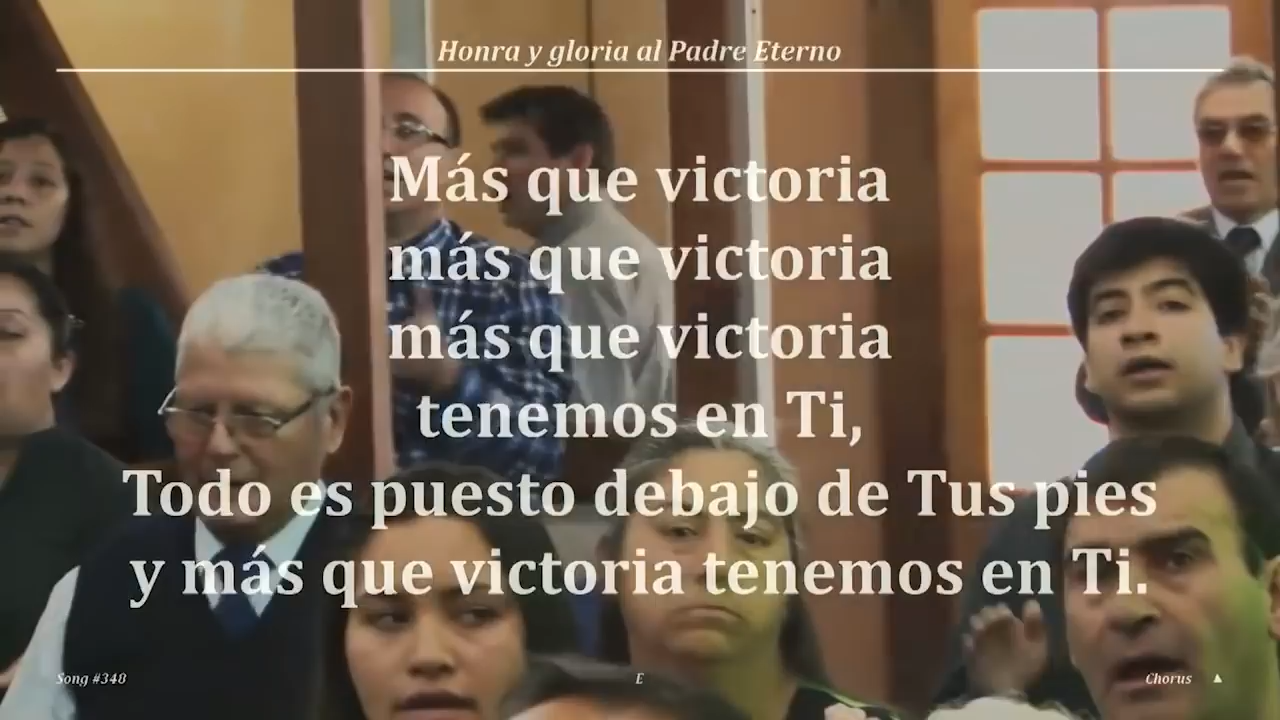 Honra y gloria al Padre Eterno
Más que victoria
más que victoria
más que victoria
tenemos en Ti,
Todo es puesto debajo de Tus pies
y más que victoria tenemos en Ti.
Song #348
E
Chorus ▲